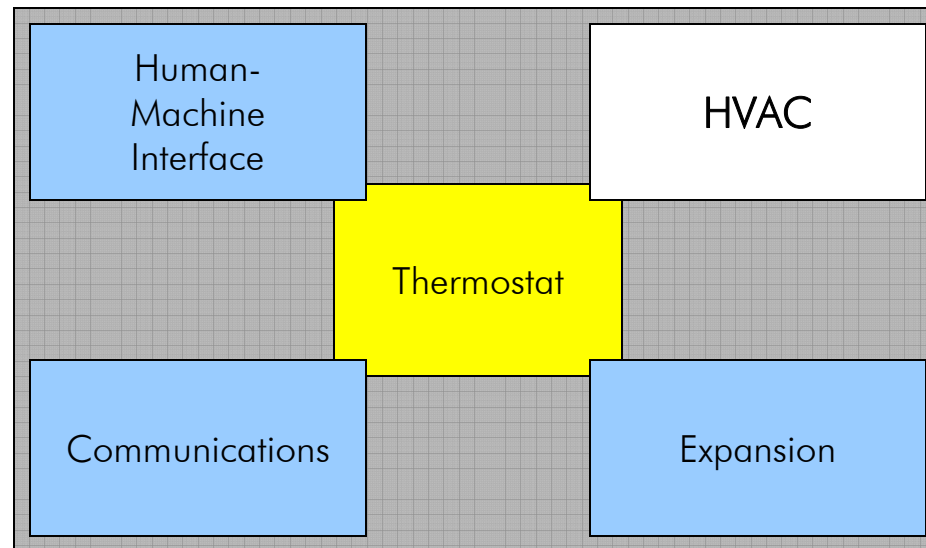 Human-
Machine
Interface
HVAC
Thermostat
Communications
Expansion